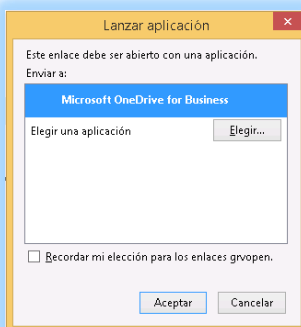 Lanzar aplicación
Este enlace debe ser abierto con una aplicación.
Enviar a:
Microsoft OneDrive for Business
Elegir una aplicación
Elegir...
Recordar mi elección para los enlaces grvopen.
Aceptar
Cancelar